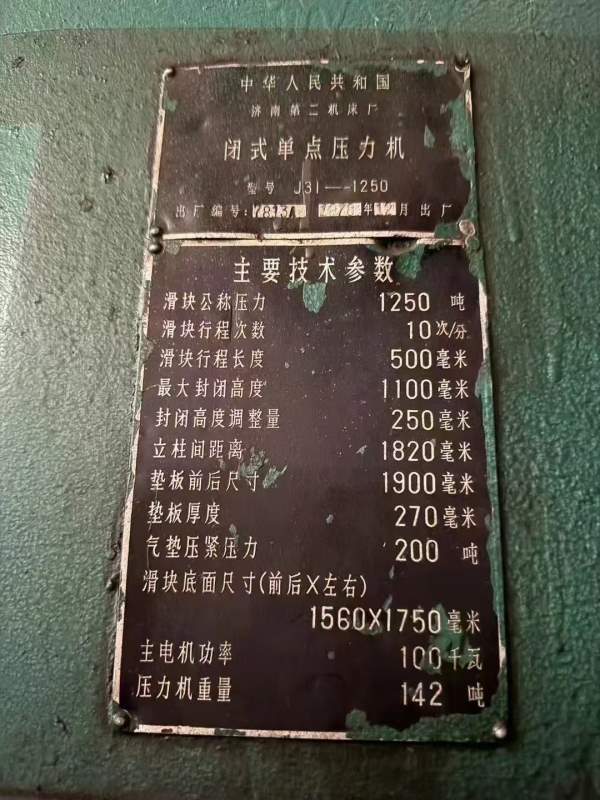 中华人民共和国
济南第二机床厂
闭式单点压力机
型号 J31—-1250
出厂编号: 年12月出厂
主要技术参数
滑块公称压力 1250 吨
滑块行程次数 10次/分
滑块行程长度 500毫米
最大封闭高度 1100毫米
封闭高度调整量 250毫米
立柱间距离 1820毫米
垫板前后尺寸 1900毫米
垫板厚度 270毫米
气垫压紧压力 200 吨
滑块底面尺寸(前后X左右)
1560X1750毫米
主电机功率 100千瓦
压力机重量 142 吨